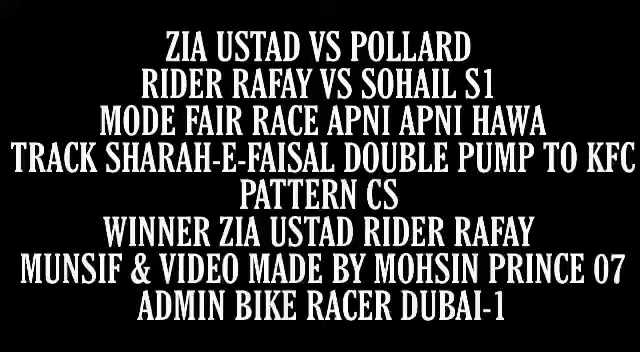 ZIA USTAD VS POLLARD
RIDER RAFAY VS SOHAIL S1
MODE FAIR RACE APNI APNI HAWA
TRACK SHARAH-E-FAISAL DOUBLE PUMP TO KFC
PATTERN CS
WINNER ZIA USTAD RIDER RAFAY
MUNSIF & VIDEO MADE BY MOHSIN PRINCE 07
ADMIN BIKE RACER DUBAI-1